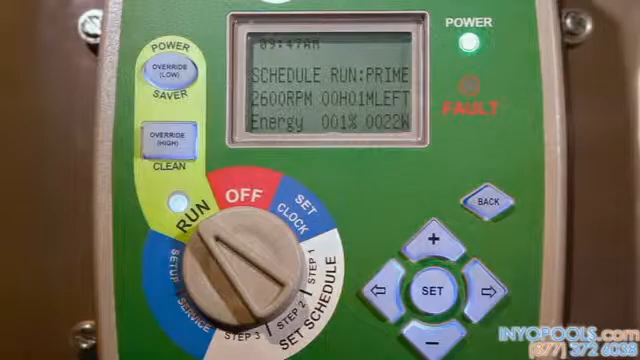 09:47AM
SCHEDULE RUN:PRIME
2600RPM 00H01MLEFT
Energy 001% 0022W
POWER
FAULT
POWER
OVERRIDE
(LOW)
SAVER
OVERRIDE
(HIGH)
CLEAN
RUN
OFF
SET
CLOCK
STEP 1
STEP 2
STEP 3
SET SCHEDULE
SETUP
SERVICE
BACK
+
SET
−
INYOPOOLS.com
(877) 372 6038